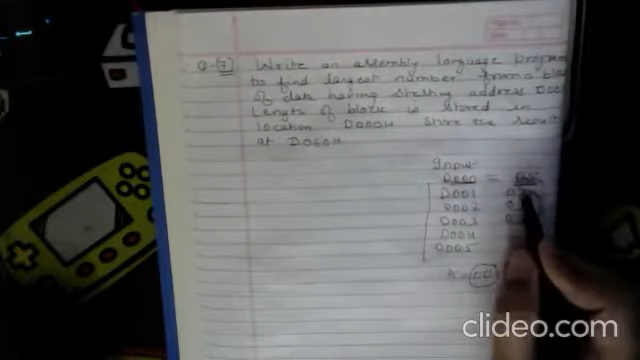 Q-(7) Write an assembly language program
to find largest number from a block
of data having starting address D001
Length of block is stored in
location D000H Store the result
at D060H
Input
D000 =
D001
D002
D003
D004
D005
A
clideo.com